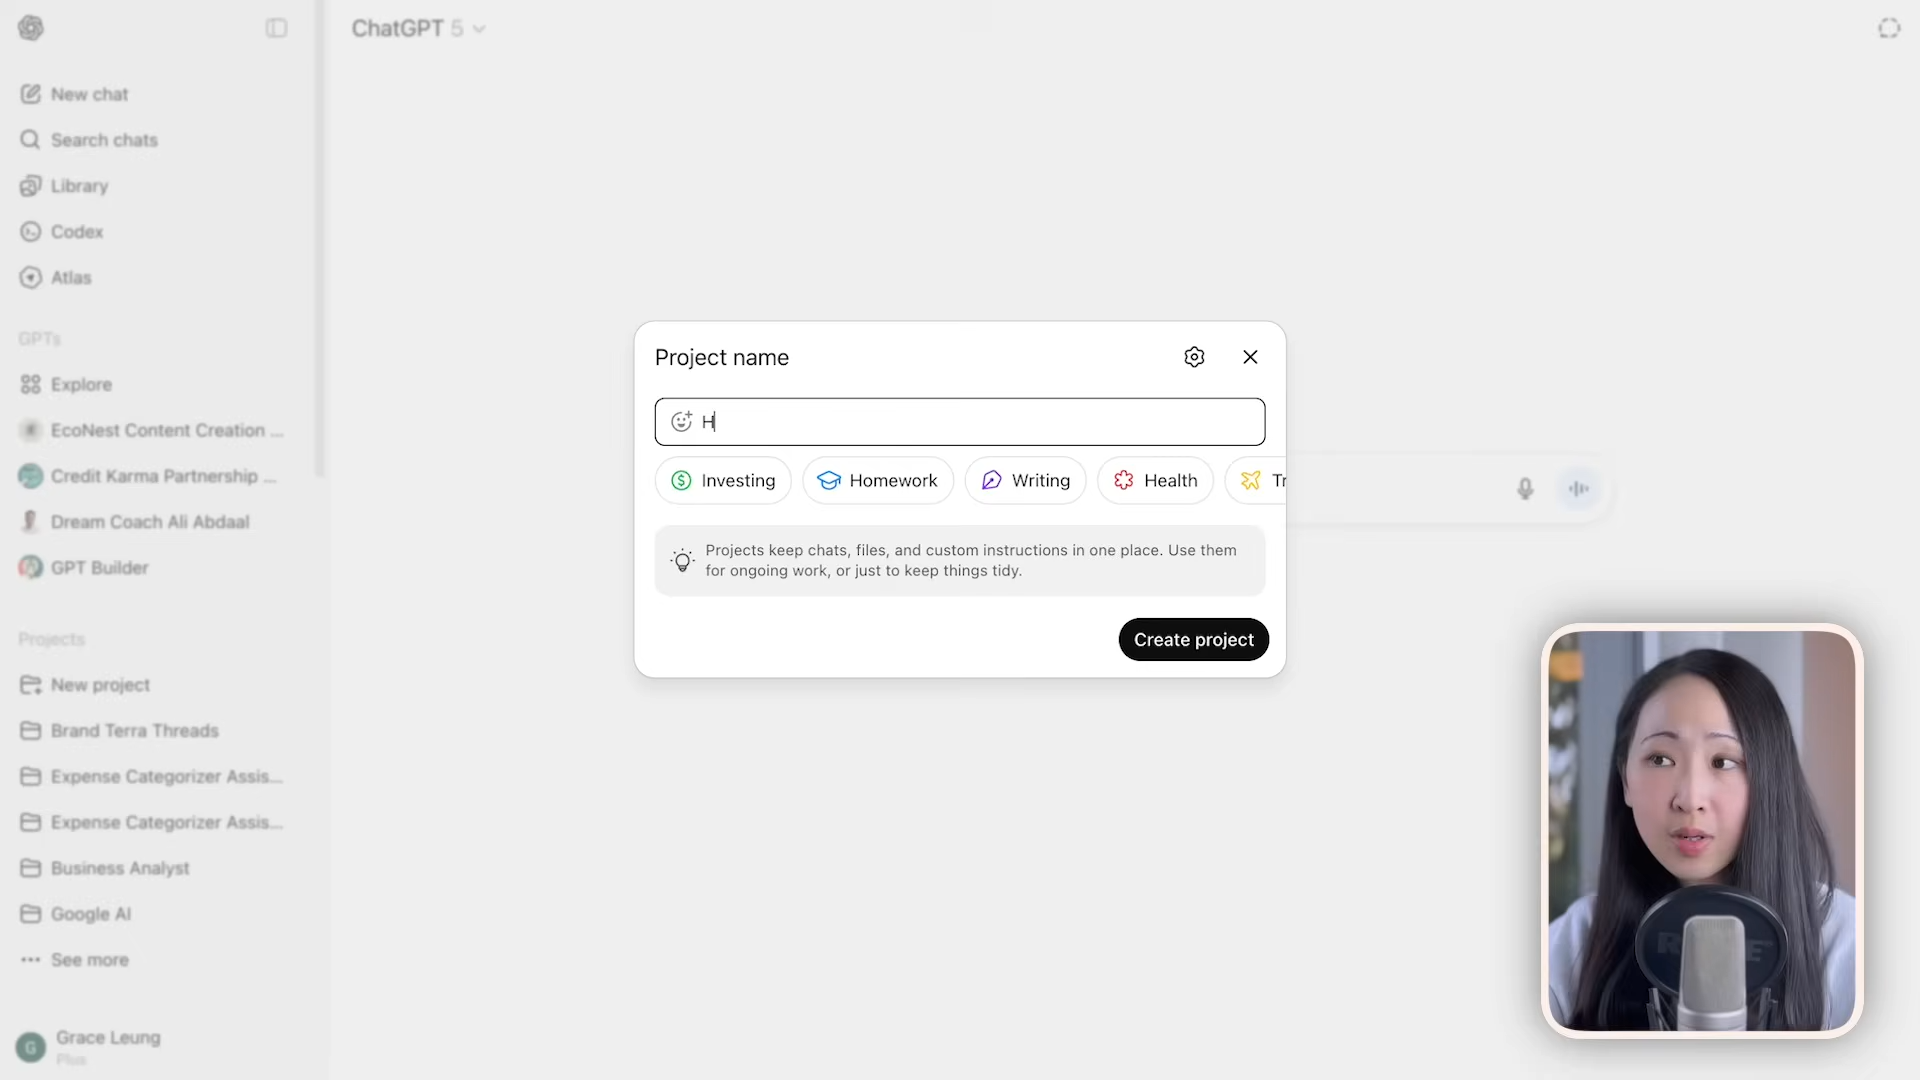 ChatGPT 5
New chat
Search chats
Library
Codex
Atlas
GPTs
Explore
EcoNest Content Creation ...
Credit Karma Partnership ...
Dream Coach Ali Abdaal
GPT Builder
Projects
New project
Brand Terra Threads
Expense Categorizer Assis...
Expense Categorizer Assis...
Business Analyst
Google AI
See more
G
Grace Leung
Plus
Project name
H
Investing
Homework
Writing
Health
Tr
Projects keep chats, files, and custom instructions in one place. Use them
for ongoing work, or just to keep things tidy.
Create project